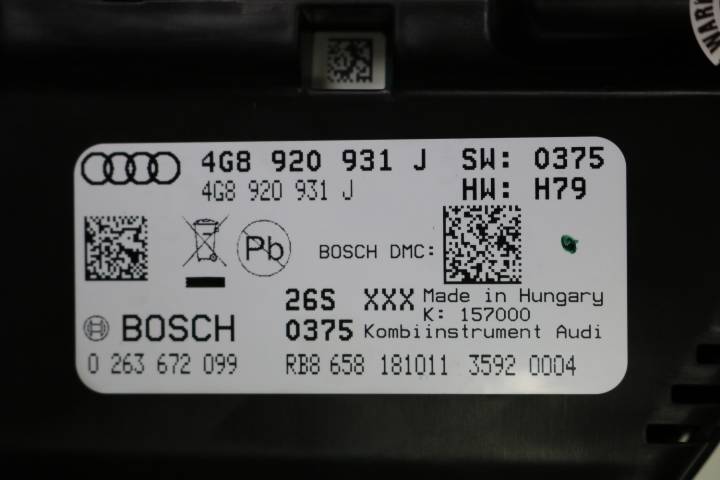 WAR
4G8 920 931 J SW: 0375
4G8 920 931 J HW: H79
Pb
BOSCH DMC:
26S XXX Made in Hungary
K: 157000
BOSCH 0375 Kombiinstrument Audi
0 263 672 099 RB8 658 181011 3592 0004